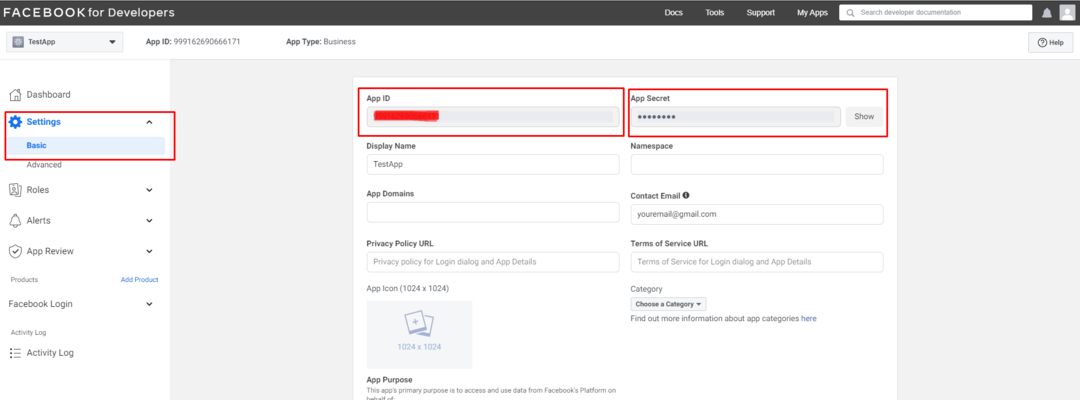 FACEBOOK for Developers
Docs
Tools
Support
My Apps
Search developer documentation
TestApp
App ID: 999162690666171
App Type: Business
Help
Dashboard
Settings
Basic
Advanced
Roles
Alerts
App Review
Products
Add Product
Facebook Login
Activity Log
Activity Log
App ID
App Secret
••••••••
Show
Display Name
TestApp
Namespace
App Domains
Contact Email
youremail@gmail.com
Privacy Policy URL
Privacy policy for Login dialog and App Details
Terms of Service URL
Terms of Service for Login dialog and App Details
App Icon (1024 x 1024)
1024 x 1024
Category
Choose a Category
Find out more information about app categories here
App Purpose
This app's primary purpose is to access and use data from Facebook's Platform on
behalf of: